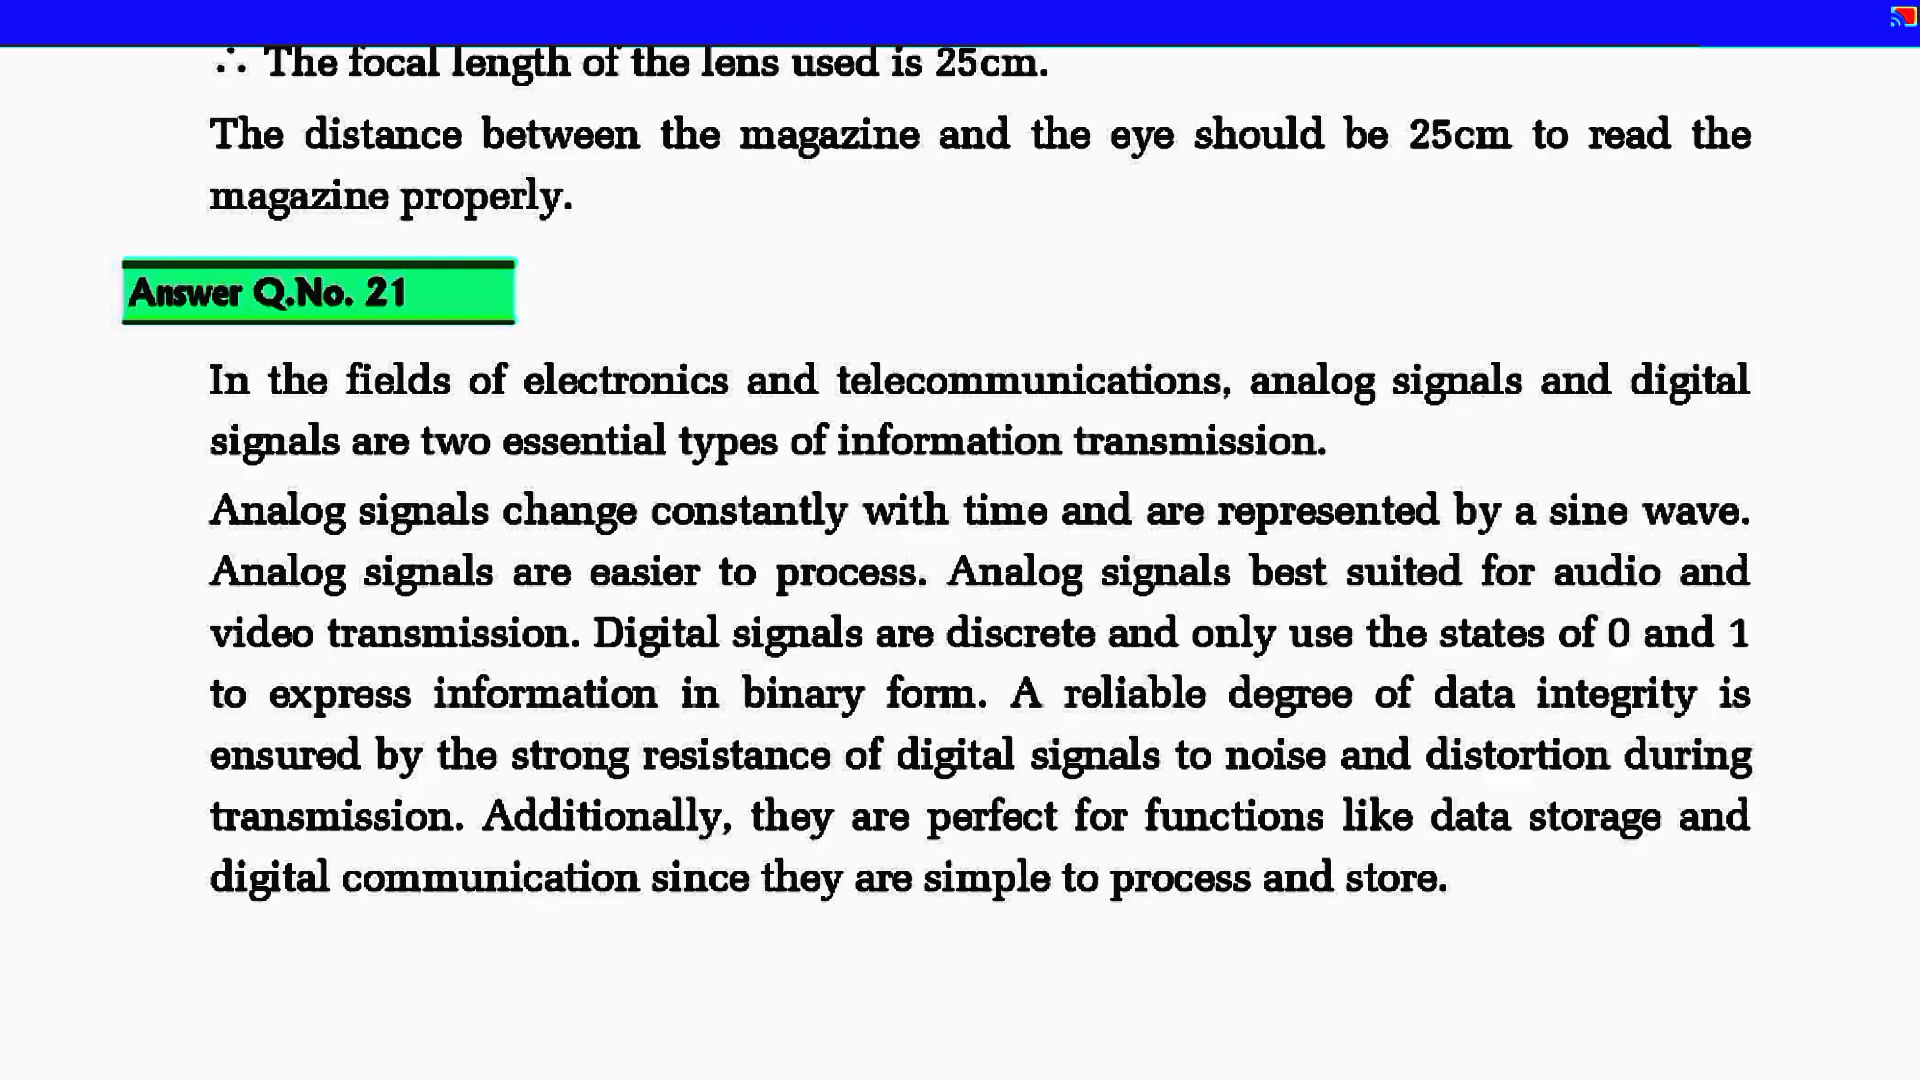 ∴ The focal length of the lens used is 25cm.
The distance between the magazine and the eye should be 25cm to read the
magazine properly.
Answer Q.No. 21
In the fields of electronics and telecommunications, analog signals and digital
signals are two essential types of information transmission.
Analog signals change constantly with time and are represented by a sine wave.
Analog signals are easier to process. Analog signals best suited for audio and
video transmission. Digital signals are discrete and only use the states of 0 and 1
to express information in binary form. A reliable degree of data integrity is
ensured by the strong resistance of digital signals to noise and distortion during
transmission. Additionally, they are perfect for functions like data storage and
digital communication since they are simple to process and store.